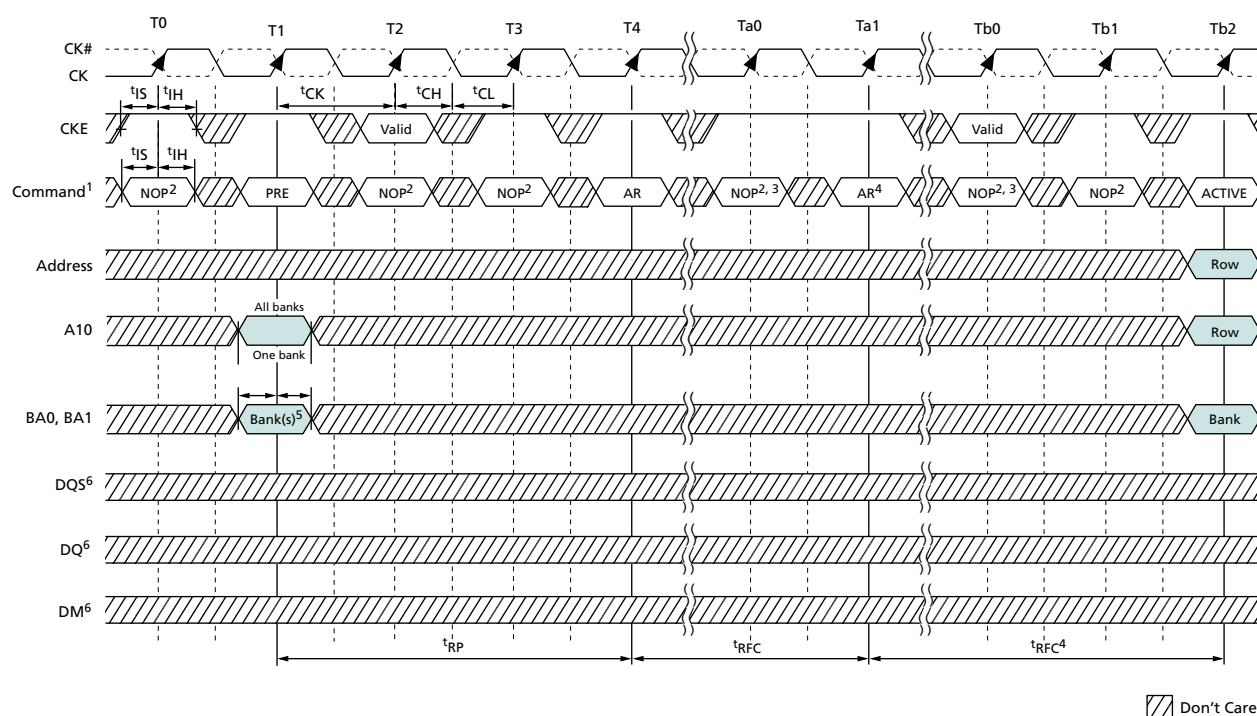 T0 T1 T2 T3 T4 Ta0 Ta1 Tb0 Tb1 Tb2
CK#
CK
tIS tIH tCK tCH tCL
CKE Valid Valid
tIS tIH
Command1 NOP2 PRE NOP2 NOP2 AR NOP2, 3 AR4 NOP2, 3 NOP2 ACTIVE
Address Row
All banks
A10 Row
One bank
BA0, BA1 Bank(s)5 Bank
DQS6
DQ6
DM6
tRP tRFC tRFC4
Don't Care